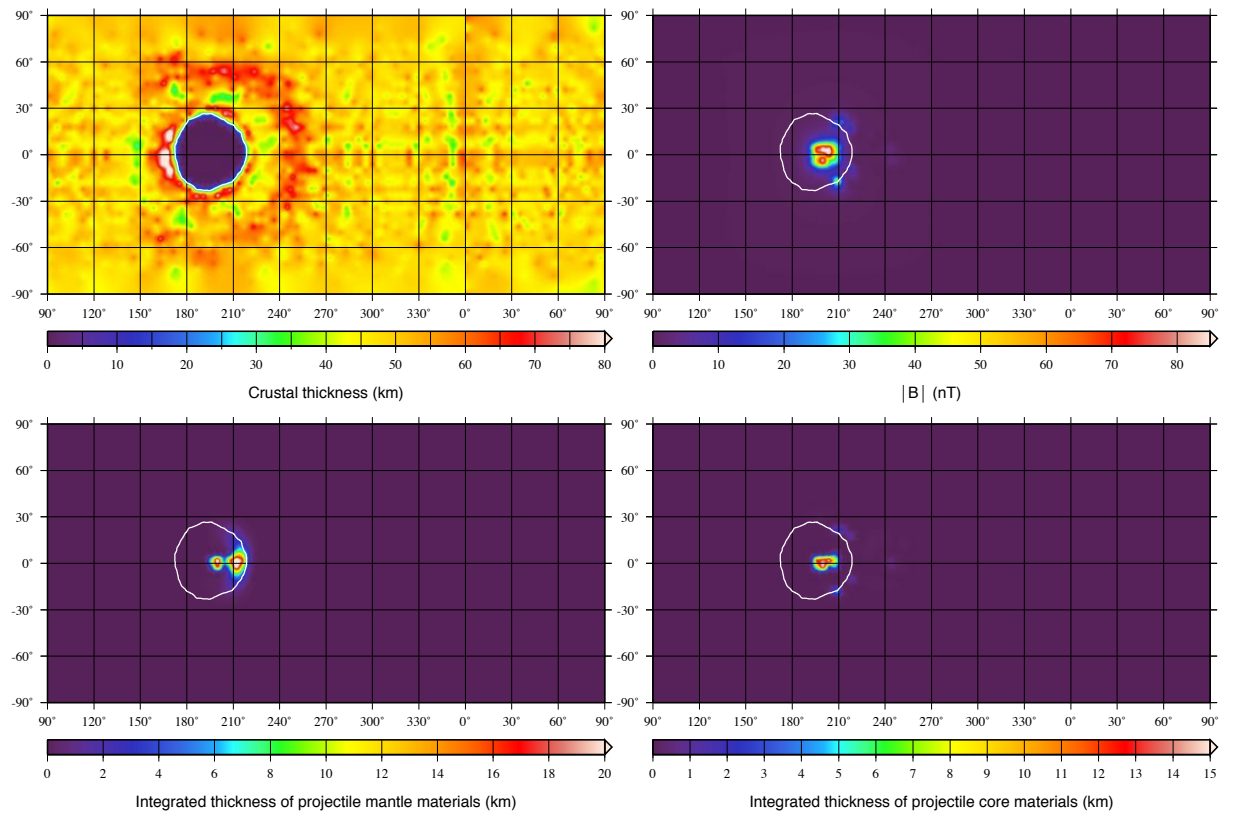 90˚
60˚
30˚
0˚
-30˚
-60˚
-90˚
90˚ 120˚ 150˚ 180˚ 210˚ 240˚ 270˚ 300˚ 330˚ 0˚ 30˚ 60˚ 90˚
0 10 20 30 40 50 60 70 80
Crustal thickness (km)
90˚
60˚
30˚
0˚
-30˚
-60˚
-90˚
90˚ 120˚ 150˚ 180˚ 210˚ 240˚ 270˚ 300˚ 330˚ 0˚ 30˚ 60˚ 90˚
0 10 20 30 40 50 60 70 80
|B| (nT)
90˚
60˚
30˚
0˚
-30˚
-60˚
-90˚
90˚ 120˚ 150˚ 180˚ 210˚ 240˚ 270˚ 300˚ 330˚ 0˚ 30˚ 60˚ 90˚
0 2 4 6 8 10 12 14 16 18 20
Integrated thickness of projectile mantle materials (km)
90˚
60˚
30˚
0˚
-30˚
-60˚
-90˚
90˚ 120˚ 150˚ 180˚ 210˚ 240˚ 270˚ 300˚ 330˚ 0˚ 30˚ 60˚ 90˚
0 1 2 3 4 5 6 7 8 9 10 11 12 13 14 15
Integrated thickness of projectile core materials (km)